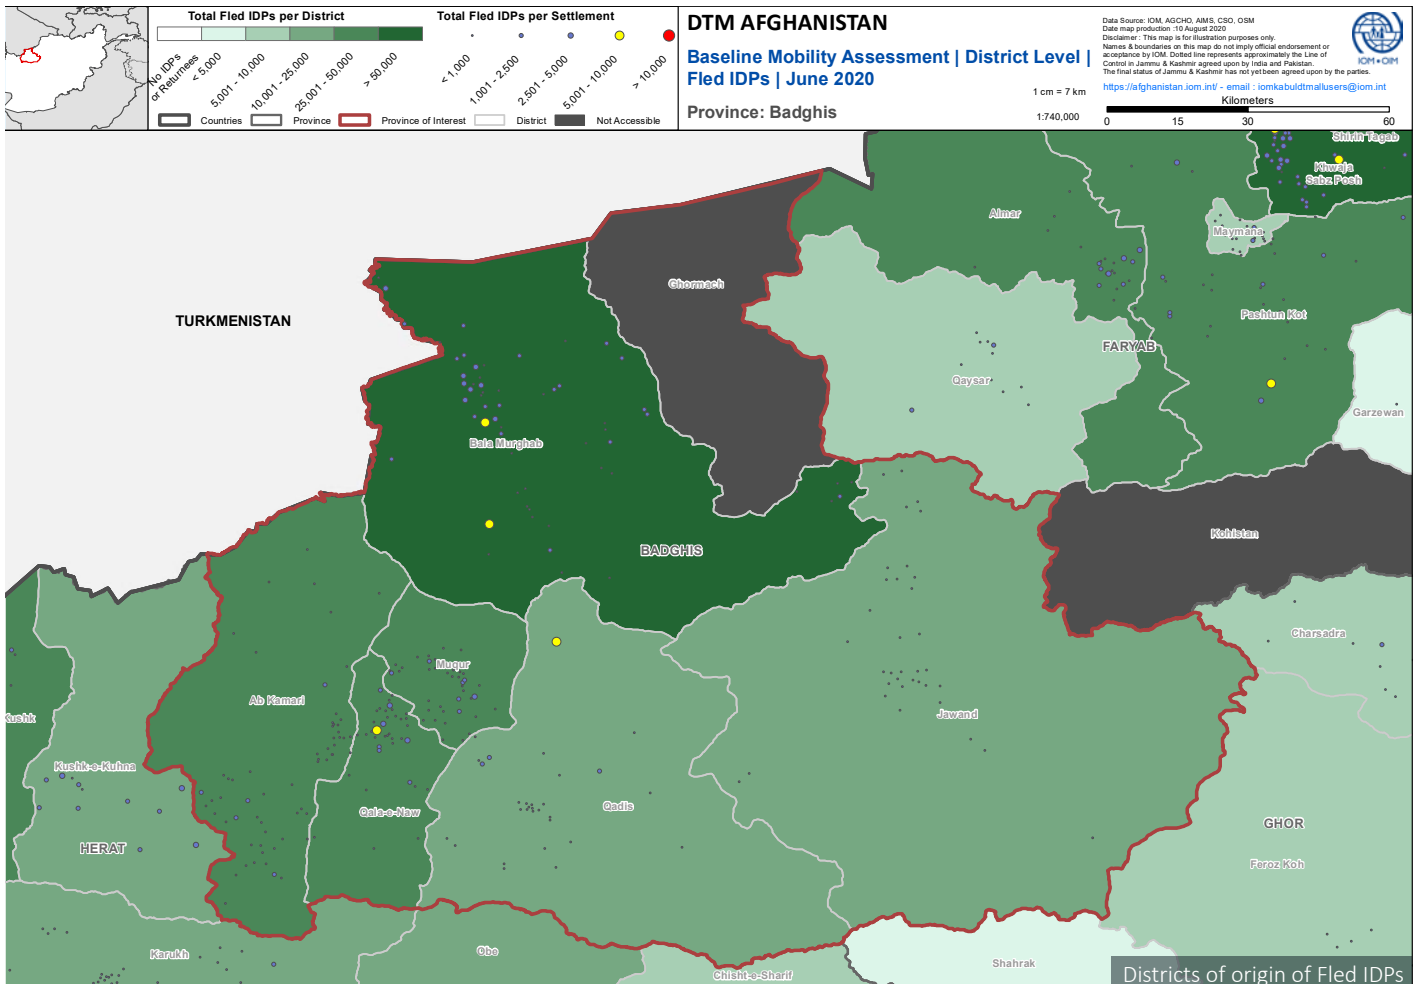 Total Fled IDPs per District
No IDPs
or Returnees
< 5,000
5,001 - 10,000
10,001 - 25,000
25,001 - 50,000
> 50,000
Total Fled IDPs per Settlement
< 1,000
1,001 - 2,500
2,501 - 5,000
5,001 - 10,000
> 10,000
Countries
Province
Province of Interest
District
Not Accessible
DTM AFGHANISTAN
Baseline Mobility Assessment | District Level |
Fled IDPs | June 2020
Province: Badghis
1 cm = 7 km
1:740,000
Data Source: IOM, AGCHO, AIMS, CSO, OSM
Date map production :10 August 2020
Disclaimer : This map is for illustration purposes only.
Names & boundaries on this map do not imply official endorsement or
acceptance by IOM. Dotted line represents approximately the Line of
Control in Jammu & Kashmir agreed upon by India and Pakistan.
The final status of Jammu & Kashmir has not yet been agreed upon by the parties.
https://afghanistan.iom.int/ - email : iomkabuldtmallusers@iom.int
Kilometers
0 15 30 60
IOM • OIM
Shirin Tagab
Khwaja
Sabz Posh
Almar
Maymana
Ghormach
Pashtun Kot
TURKMENISTAN
FARYAB
Qaysar
Garzewan
Bala Murghab
Kohistan
BADGHIS
Charsadra
Muqur
Ab Kamari
Kushk
Jawand
Kushk-e-Kuhna
Qadis
Qala-e-Naw
GHOR
HERAT
Feroz Koh
Karukh
Obe
Shahrak
Chisht-e-Sharif
Districts of origin of Fled IDPs